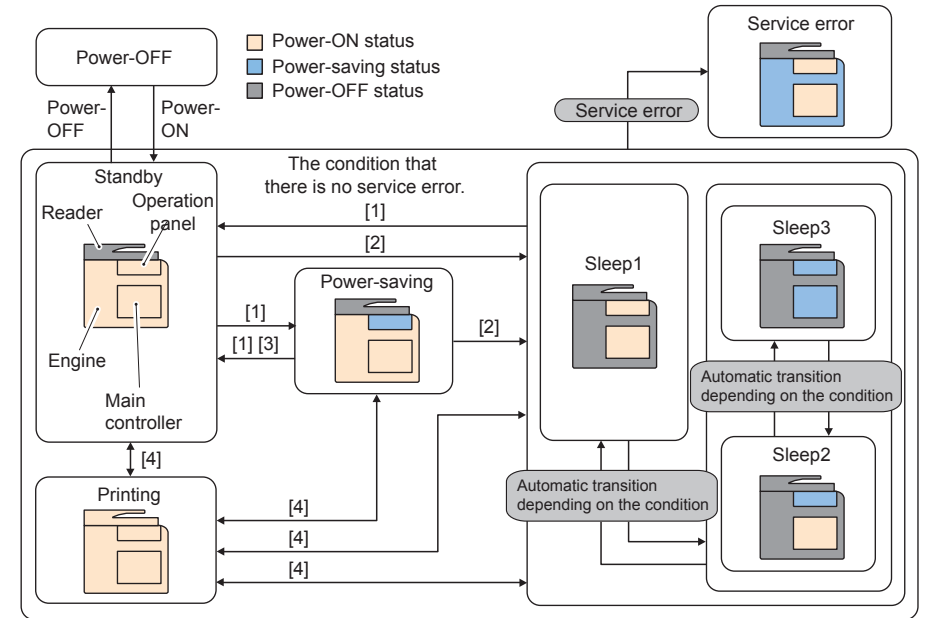 Power-OFF
Power-ON status
Power-saving status
Power-OFF status
Service error
Power-
OFF
Power-
ON
Service error
The condition that
there is no service error.
Standby
Reader
Operation
panel
Engine
Main
controller
[1]
[2]
[1]
[1] [3]
Power-saving
[2]
Sleep1
Sleep3
Automatic transition
depending on the condition
Sleep2
Automatic transition
depending on the condition
[4]
Printing
[4]
[4]
[4]